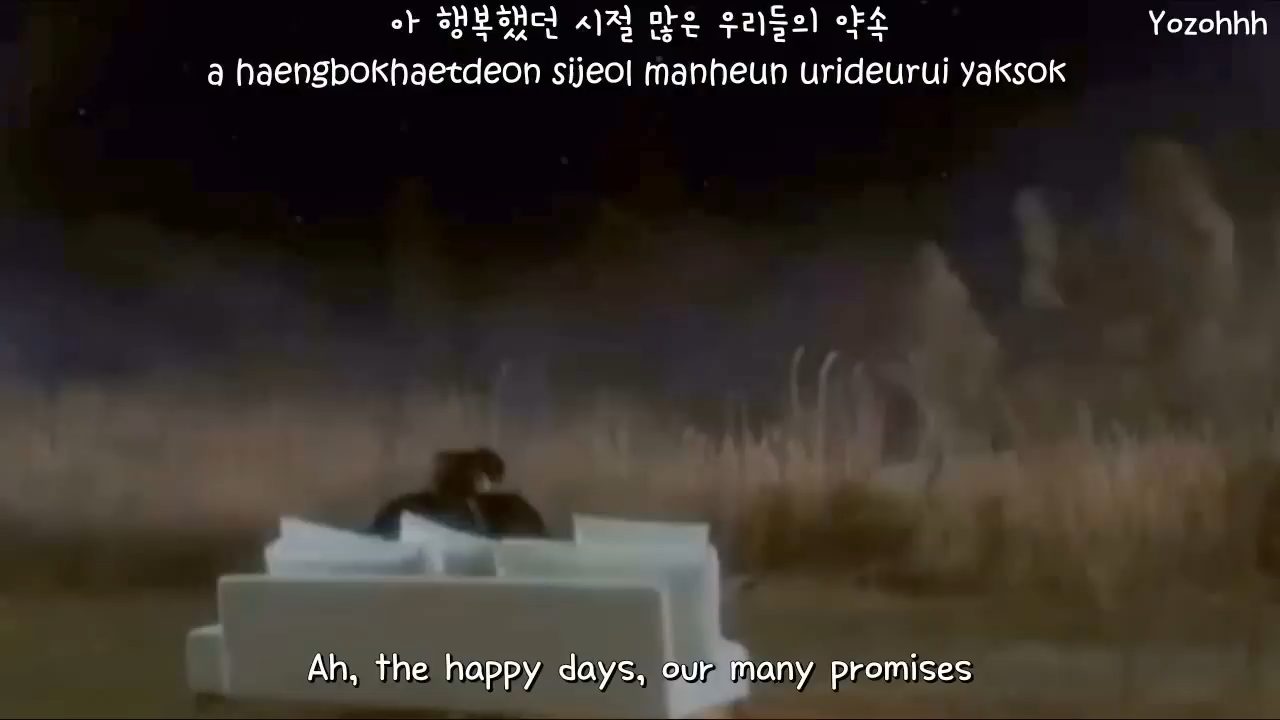 아 행복했던 시절 많은 우리들의 약속
Yozohhh
a haengbokhaetdeon sijeol manheun urideurui yaksok
Ah, the happy days, our many promises